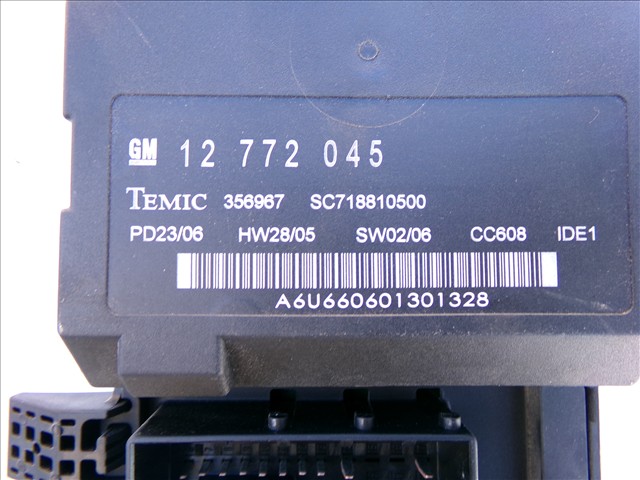 GM 12 772 045
TEMIC 356967 SC718810500
PD23/06 HW28/05 SW02/06 CC608 IDE1
A6U660601301328